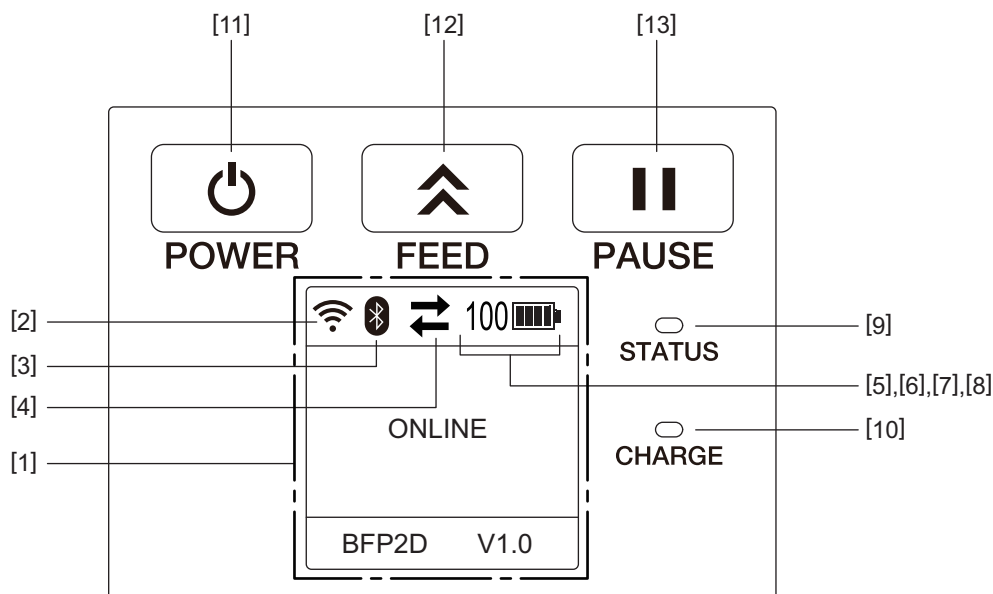 [11] [12] [13]
POWER FEED PAUSE
[2] 100 [9]
STATUS
[3]
[5],[6],[7],[8]
[4]
ONLINE [10]
CHARGE
[1]
BFP2D V1.0